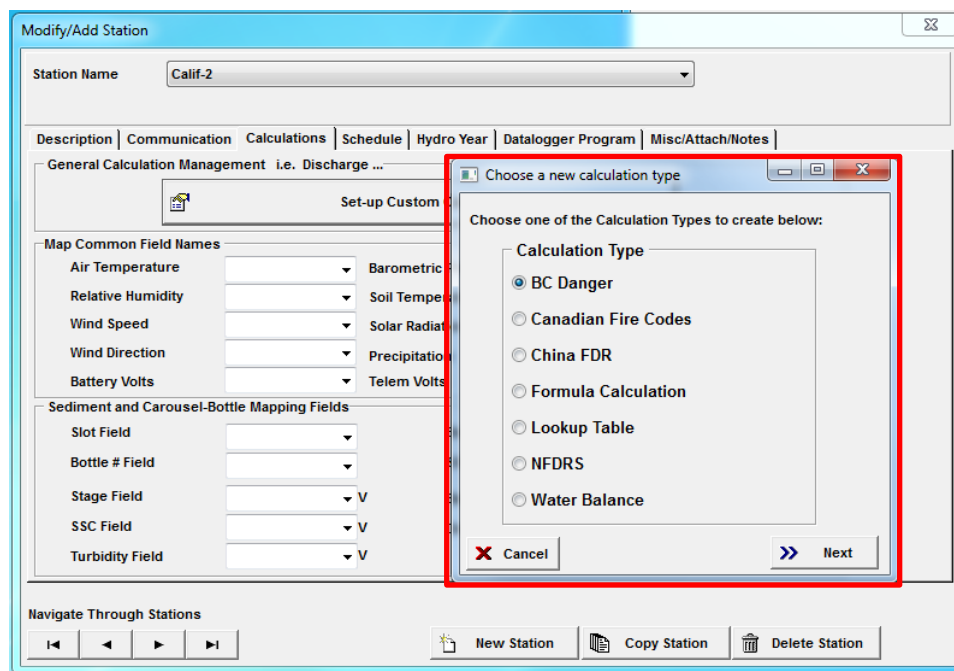 Modify/Add Station
Station Name Calif-2
Description Communication Calculations Schedule Hydro Year Datalogger Program Misc/Attach/Notes
General Calculation Management i.e. Discharge ...
Set-up Custom
Map Common Field Names
Air Temperature Barometric
Relative Humidity Soil
Wind Speed Solar
Wind Direction Precipitation
Battery Volts Telem Volts
Sediment and Carousel-Bottle Mapping Fields
Slot Field
Bottle # Field
Stage Field V
SSC Field V
Turbidity Field V
Choose a new calculation type
Choose one of the Calculation Types to create below:
Calculation Type
BC Danger
Canadian Fire Codes
China FDR
Formula Calculation
Lookup Table
NFDRS
Water Balance
Cancel Next
Navigate Through Stations
New Station Copy Station Delete Station